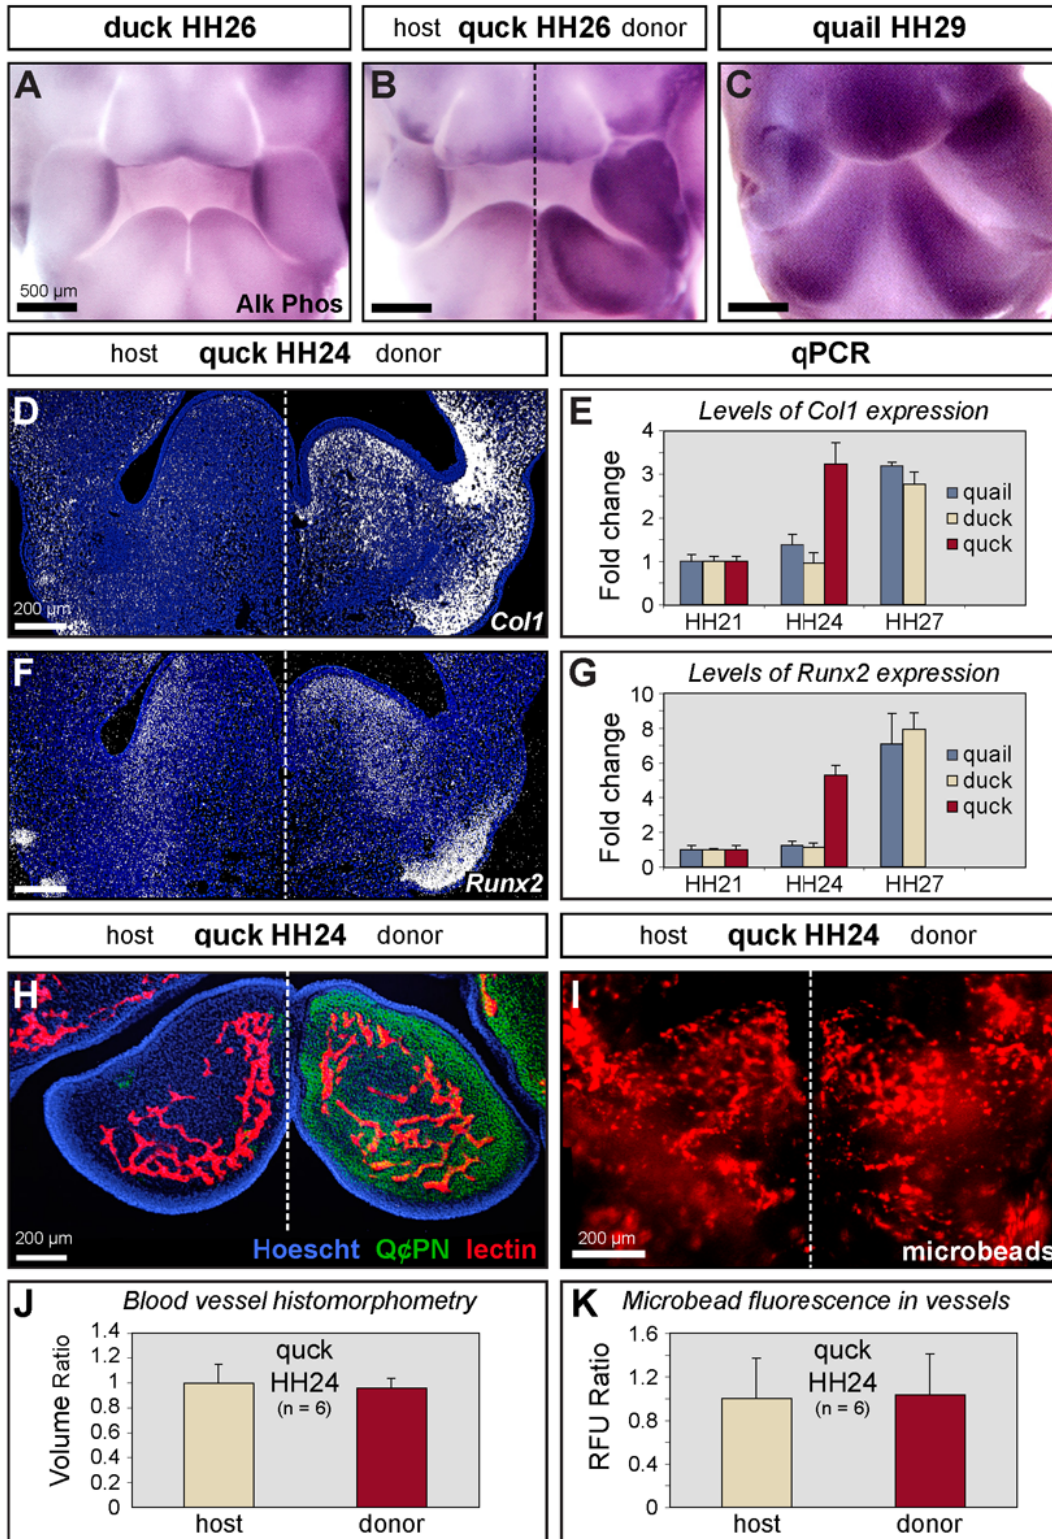 duck HH26
host quck HH26 donor
quail HH29
A
500 µm
Alk Phos
B
C
host quck HH24 donor
qPCR
D
200 µm
Col1
E
Levels of Col1 expression
Fold change
4
3
2
1
0
HH21 HH24 HH27
quail
duck
quck
F
Runx2
G
Levels of Runx2 expression
Fold change
10
8
6
4
2
0
HH21 HH24 HH27
quail
duck
quck
host quck HH24 donor
host quck HH24 donor
H
200 µm
Hoescht Q¢PN lectin
I
200 µm
microbeads
J
Blood vessel histomorphometry
Volume Ratio
1.4
1.2
1
0.8
0.6
0.4
0.2
0
quck
HH24
(n = 6)
host donor
K
Microbead fluorescence in vessels
RFU Ratio
1.6
1.2
0.8
0.4
0
quck
HH24
(n = 6)
host donor